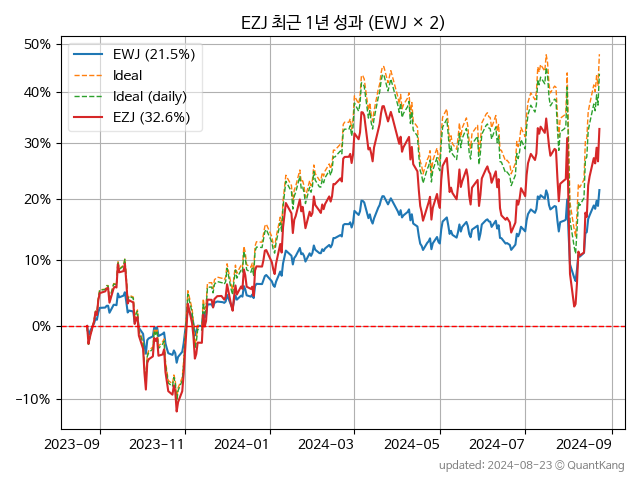 EZJ 최근 1년 성과 (EWJ × 2)
50%
40%
30%
20%
10%
0%
−10%
EWJ (21.5%)
Ideal
Ideal (daily)
EZJ (32.6%)
2023-09
2023-11
2024-01
2024-03
2024-05
2024-07
2024-09
updated: 2024-08-23 © QuantKang